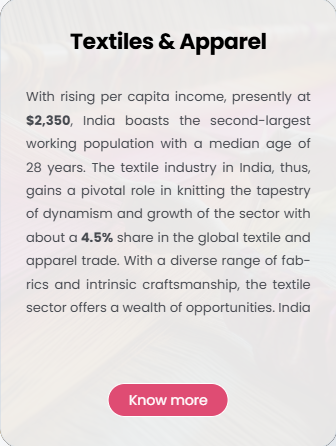 Textiles & Apparel
With rising per capita income, presently at
$2,350, India boasts the second-largest
working population with a median age of
28 years. The textile industry in India, thus,
gains a pivotal role in knitting the tapestry
of dynamism and growth of the sector with
about a 4.5% share in the global textile and
apparel trade. With a diverse range of fab-
rics and intrinsic craftsmanship, the textile
sector offers a wealth of opportunities. India
Know more